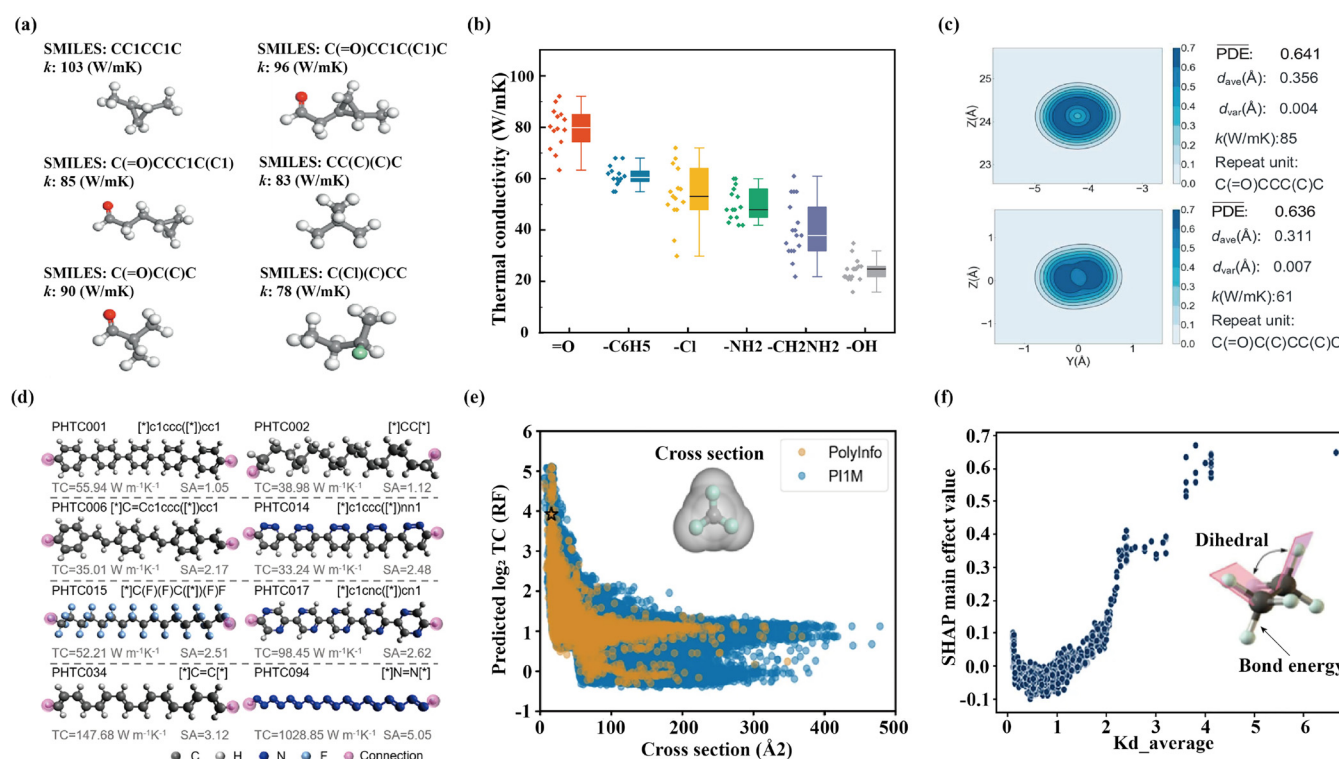 (a)
SMILES: CC1CC1C
k: 103 (W/mK)
SMILES: C(=O)CC1C(C1)C
k: 96 (W/mK)
SMILES: C(=O)CCC1C(C1)
k: 85 (W/mK)
SMILES: CC(C)(C)C
k: 83 (W/mK)
SMILES: C(=O)C(C)C
k: 90 (W/mK)
SMILES: C(Cl)(C)CC
k: 78 (W/mK)
(b)
Thermal conductivity (W/mK)
100
80
60
40
20
0
=O
-C6H5
-Cl
-NH2
-CH2NH2
-OH
(c)
Z(Å)
25
24
23
-5
-4
-3
0.7
0.6
0.5
0.4
0.3
0.2
0.1
0.0
PDE: 0.641
dave(Å): 0.356
dvar(Å): 0.004
k(W/mK):85
Repeat unit:
C(=O)CCC(C)C
Z(Å)
1
0
-1
-1
0
1
Y(Å)
0.7
0.6
0.5
0.4
0.3
0.2
0.1
0.0
PDE: 0.636
dave(Å): 0.311
dvar(Å): 0.007
k(W/mK):61
Repeat unit:
C(=O)C(C)CC(C)C
(d)
PHTC001 [*]c1ccc([*])cc1
TC=55.94 W m⁻¹K⁻¹ SA=1.05
PHTC002 [*]CC[*]
TC=38.98 W m⁻¹K⁻¹ SA=1.12
PHTC006 [*]C=Cc1ccc([*])cc1
TC=35.01 W m⁻¹K⁻¹ SA=2.17
PHTC014 [*]c1ccc([*])nn1
TC=33.24 W m⁻¹K⁻¹ SA=2.48
PHTC015 [*]C(F)(F)C([*])(F)F
TC=52.21 W m⁻¹K⁻¹ SA=2.51
PHTC017 [*]c1cnc([*])cn1
TC=98.45 W m⁻¹K⁻¹ SA=2.62
PHTC034 [*]C=C[*]
TC=147.68 W m⁻¹K⁻¹ SA=3.12
PHTC094 [*]N=N[*]
TC=1028.85 W m⁻¹K⁻¹ SA=5.05
C H N F Connection
(e)
Predicted log₂ TC (RF)
6
5
4
3
2
1
0
-1
0
100
200
300
400
500
Cross section (Å2)
Cross section
PolyInfo
PI1M
(f)
SHAP main effect value
0.7
0.6
0.5
0.4
0.3
0.2
0.1
0.0
-0.1
0
1
2
3
4
5
6
Kd_average
Dihedral
Bond energy